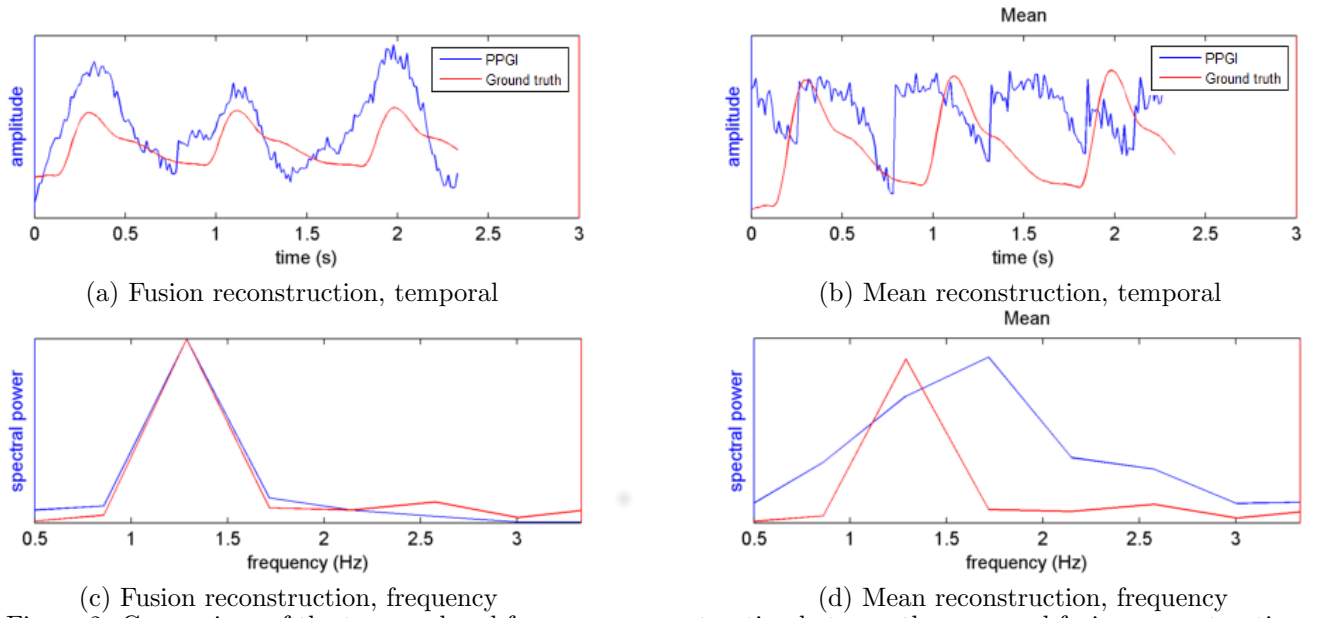 PPGI
Ground truth
amplitude
0 0.5 1 1.5 2 2.5 3
time (s)
(a) Fusion reconstruction, temporal
Mean
PPGI
Ground truth
amplitude
0 0.5 1 1.5 2 2.5 3
time (s)
(b) Mean reconstruction, temporal
spectral power
0.5 1 1.5 2 2.5 3
frequency (Hz)
(c) Fusion reconstruction, frequency
Mean
spectral power
0.5 1 1.5 2 2.5 3
frequency (Hz)
(d) Mean reconstruction, frequency